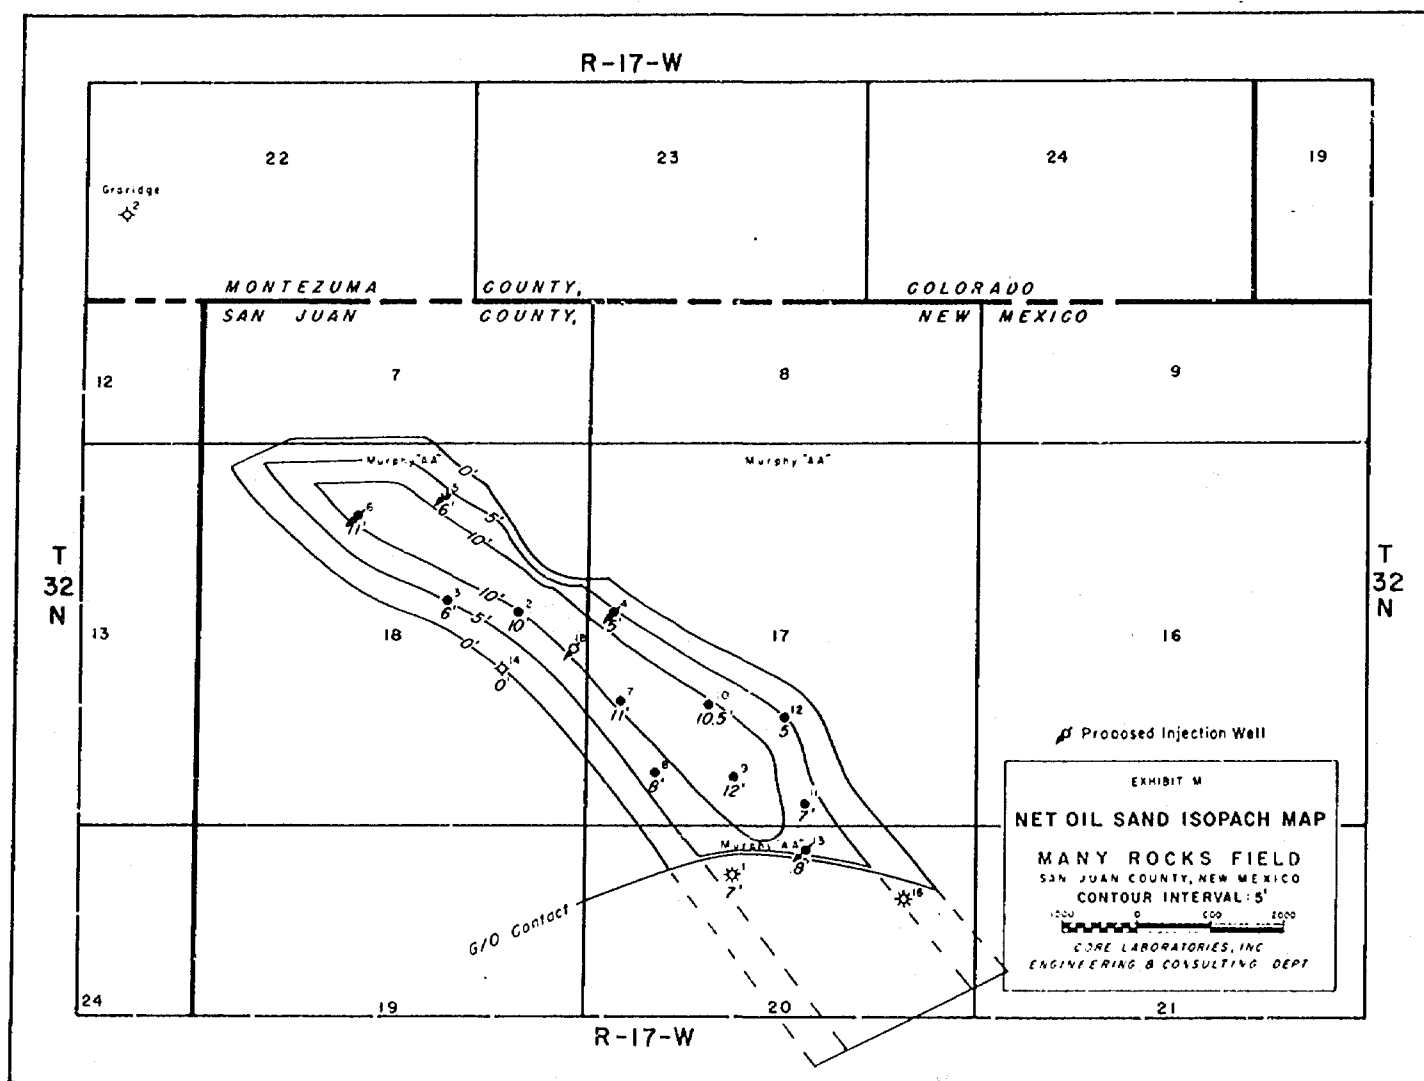 R-17-W
22
23
24
19
Graridge
2
MONTEZUMA COUNTY, COLORADO
SAN JUAN COUNTY, NEW MEXICO
12
7
8
9
Murphy "AA"
Murphy "AA"
0'
5
6'
5'
6
11'
10'
T
32
N
T
32
N
3
6'
10'
2
10
5'
4
5'
13
18
17
16
0'
14
0'
18
7
11'
10
10.5'
12
5
Proposed Injection Well
8
8'
9
12'
11
7'
EXHIBIT M
NET OIL SAND ISOPACH MAP
MANY ROCKS FIELD
SAN JUAN COUNTY, NEW MEXICO
CONTOUR INTERVAL: 5'
0 2000
CORE LABORATORIES, INC
ENGINEERING & CONSULTING DEPT
Murphy "AA"
13
8'
1
7'
16
G/O Contact
24
19
20
21
R-17-W